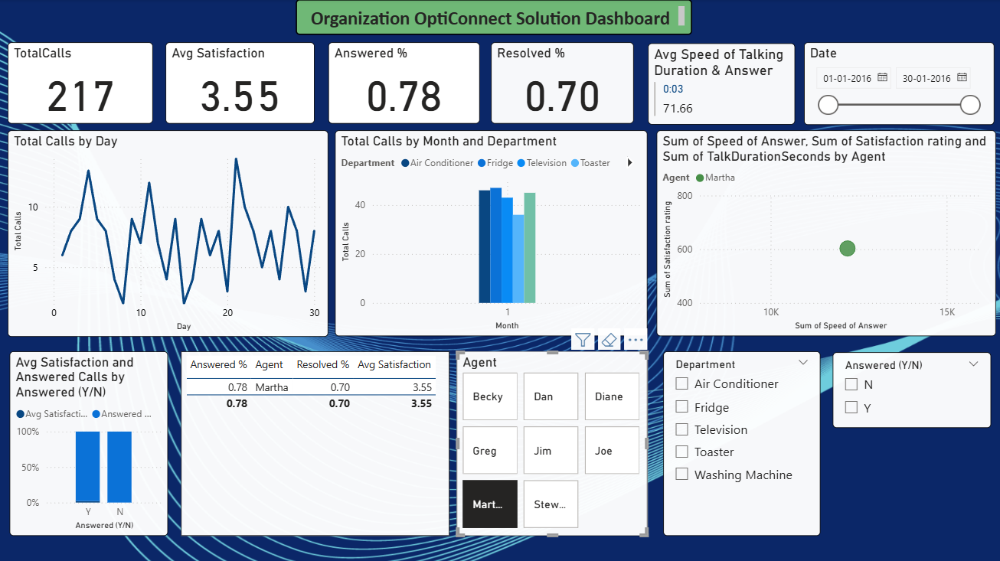 Organization OptiConnect Solution Dashboard
TotalCalls
217
Avg Satisfaction
3.55
Answered %
0.78
Resolved %
0.70
Avg Speed of Talking
Duration & Answer
0:03
71.66
Date
01-01-2016 30-01-2016
Total Calls by Day
Total Calls
10
5
0 10 20 30
Day
Total Calls by Month and Department
Department Air Conditioner Fridge Television Toaster
Total Calls
40
20
0
1
Month
Sum of Speed of Answer, Sum of Satisfaction rating and
Sum of TalkDurationSeconds by Agent
Agent Martha
Sum of Satisfaction rating
800
600
400
10K 15K
Sum of Speed of Answer
Avg Satisfaction and
Answered Calls by
Answered (Y/N)
Avg Satisfacti... Answered ...
100%
50%
0%
Y N
Answered (Y/N)
Answered % Agent Resolved % Avg Satisfaction
0.78 Martha 0.70 3.55
0.78 0.70 3.55
Agent
Becky Dan Diane
Greg Jim Joe
Mart... Stew...
Department
Air Conditioner
Fridge
Television
Toaster
Washing Machine
Answered (Y/N)
N
Y